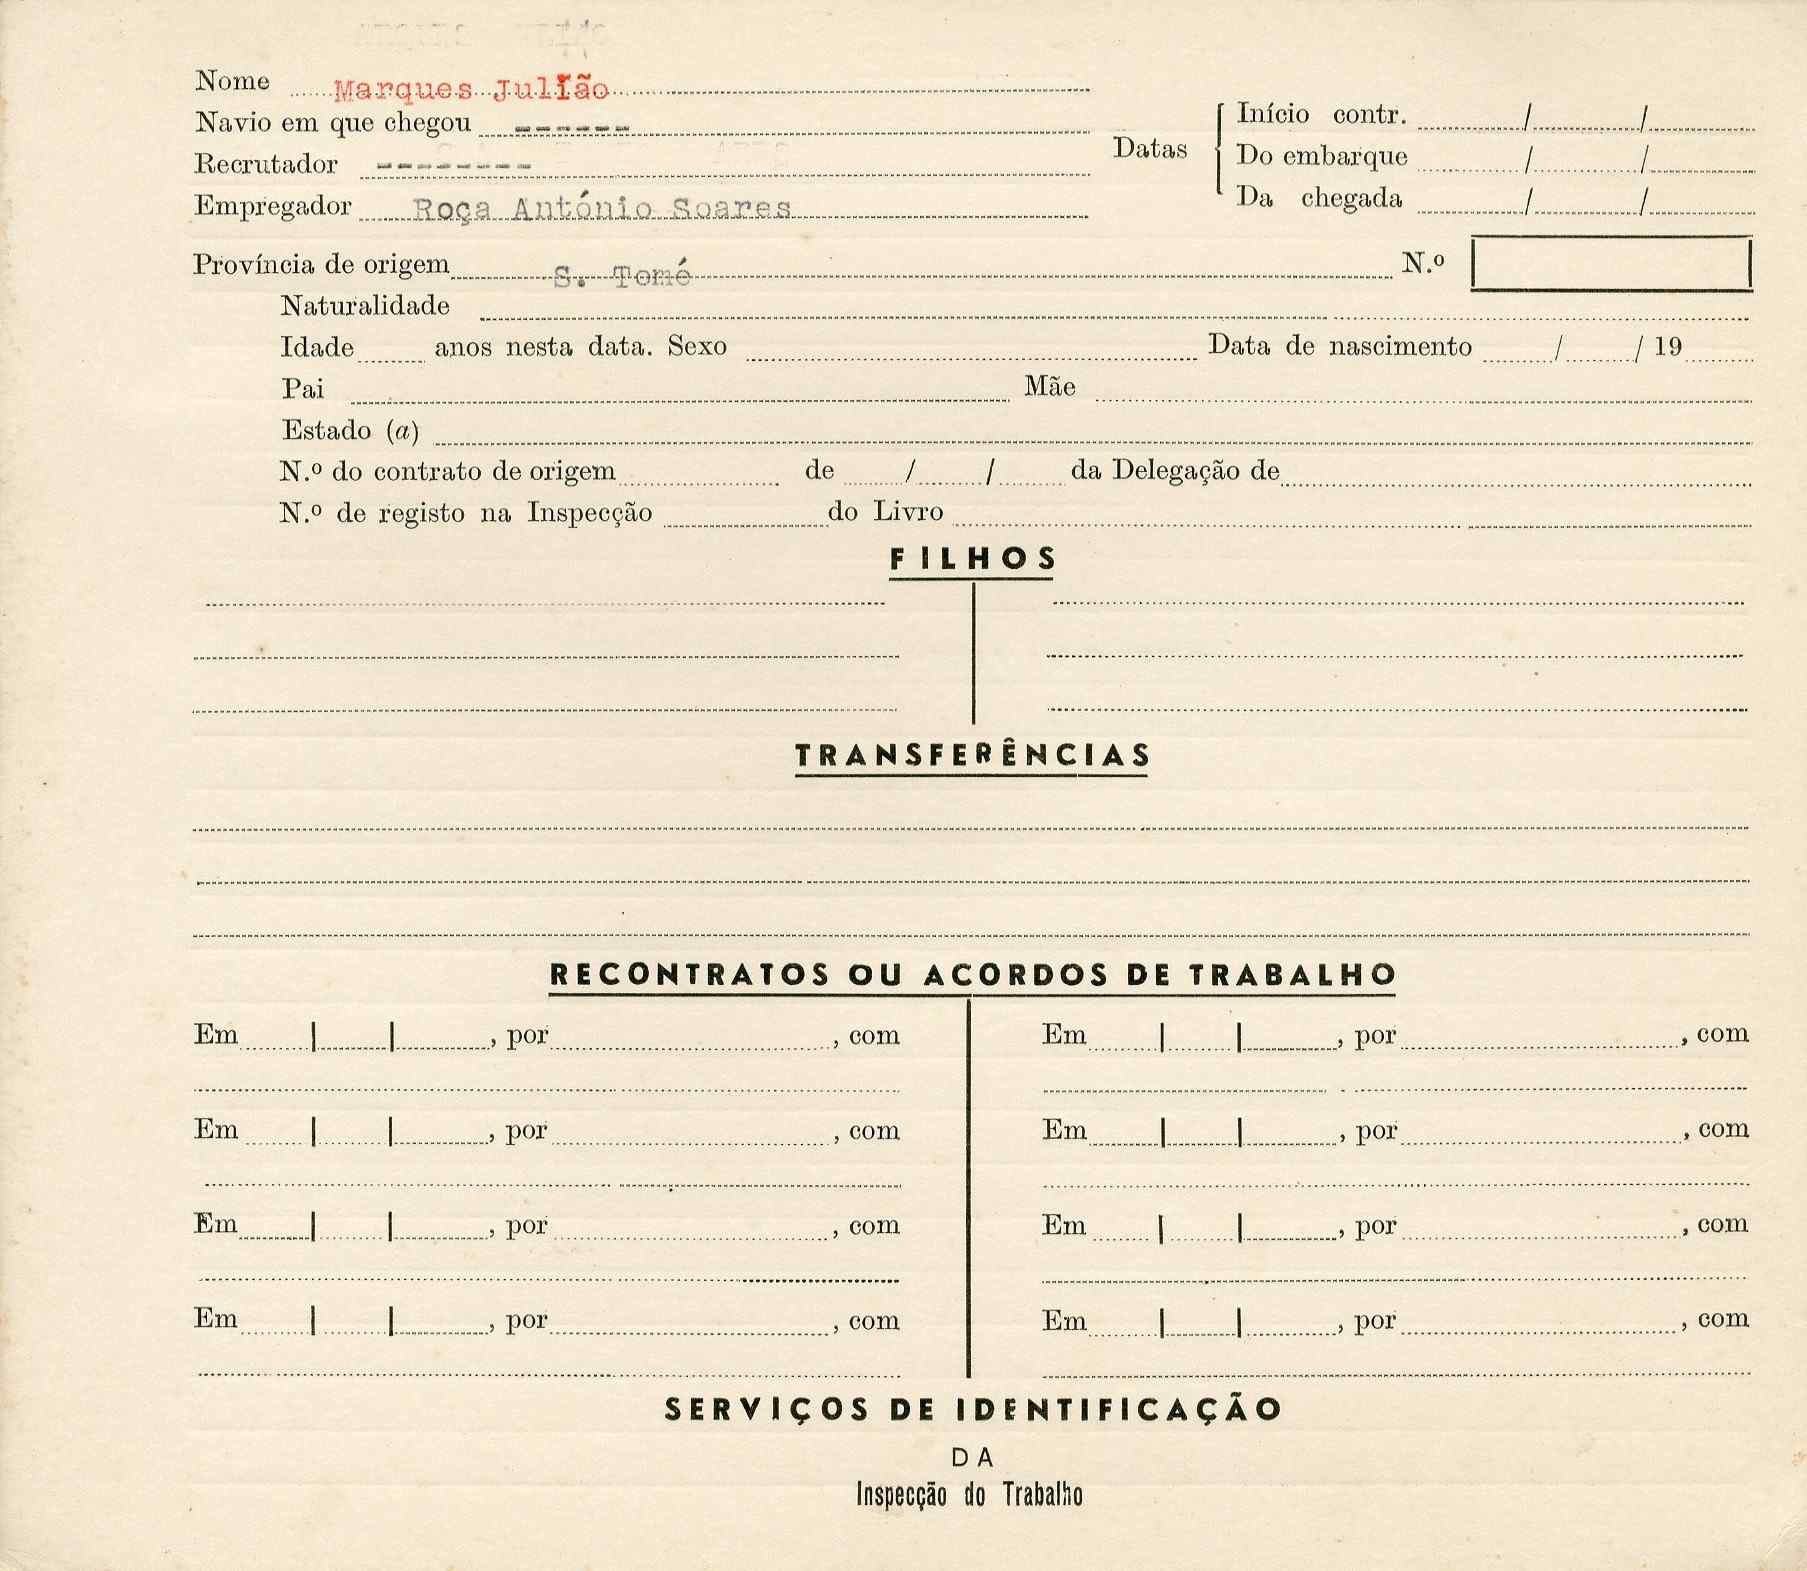 Nome Marques Julião
Navio em que chegou ------
Recrutador --------
Empregador Roça António Soares
Datas
Início contr. / /
Do embarque / /
Da chegada / /
Província de origem S. Tomé N.º
Naturalidade
Idade anos nesta data. Sexo Data de nascimento / / 19
Pai Mãe
Estado (a)
N.º do contrato de origem de / / da Delegação de
N.º de registo na Inspecção do Livro
FILHOS
TRANSFERÊNCIAS
RECONTRATOS OU ACORDOS DE TRABALHO
Em | | , por , com Em | | , por , com
Em | | , por , com Em | | , por , com
Em | | , por , com Em | | , por , com
Em | | , por , com Em | | , por , com
SERVIÇOS DE IDENTIFICAÇÃO
DA
Inspecção do Trabalho